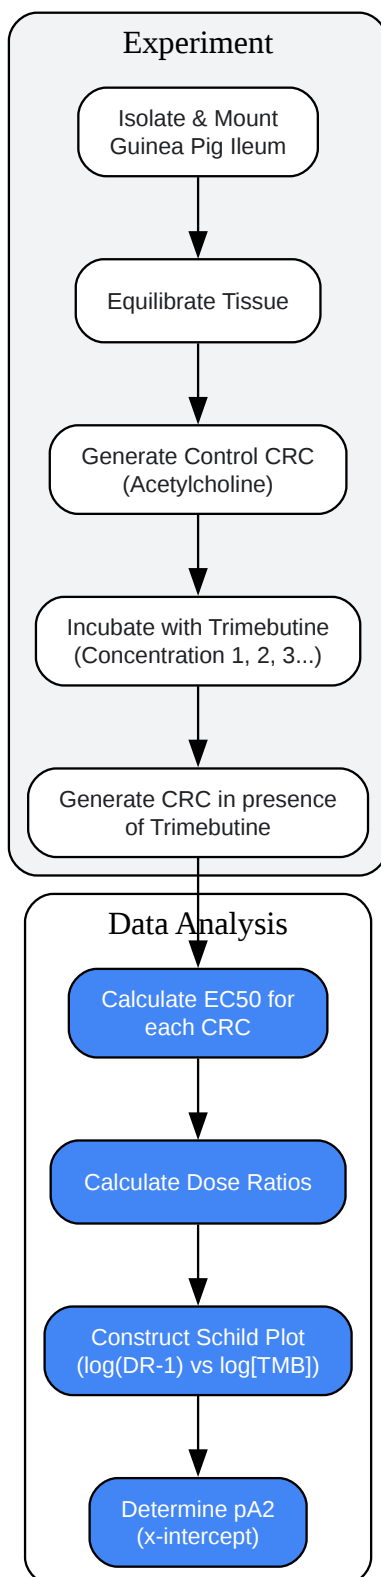 Experiment
Isolate & Mount
Guinea Pig Ileum
Equilibrate Tissue
Generate Control CRC
(Acetylcholine)
Incubate with Trimebutine
(Concentration 1, 2, 3...)
Generate CRC in presence
of Trimebutine
Data Analysis
Calculate EC50 for
each CRC
Calculate Dose Ratios
Construct Schild Plot
(log(DR-1) vs log[TMB])
Determine pA2
(x-intercept)